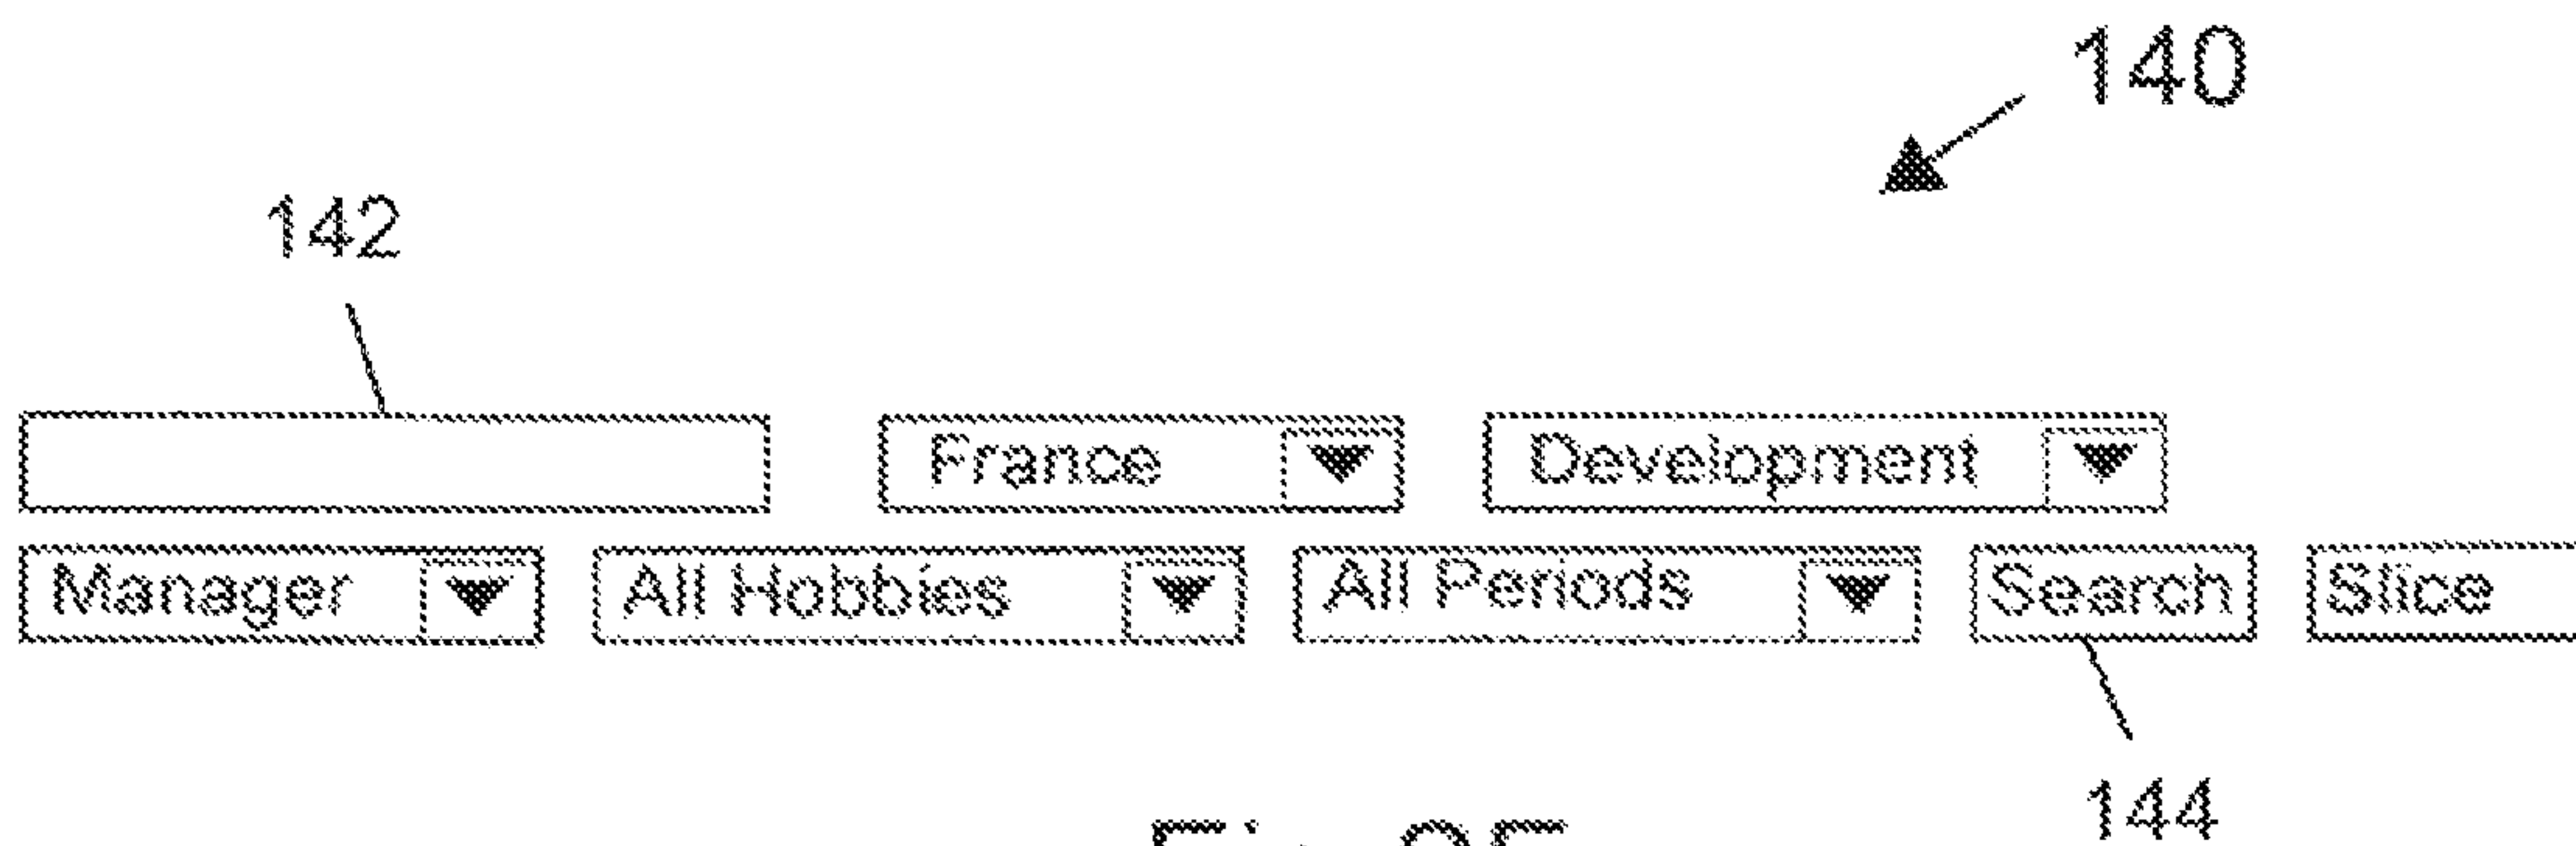 140
142
France Development
Manager All Hobbies All Periods Search Slice
144